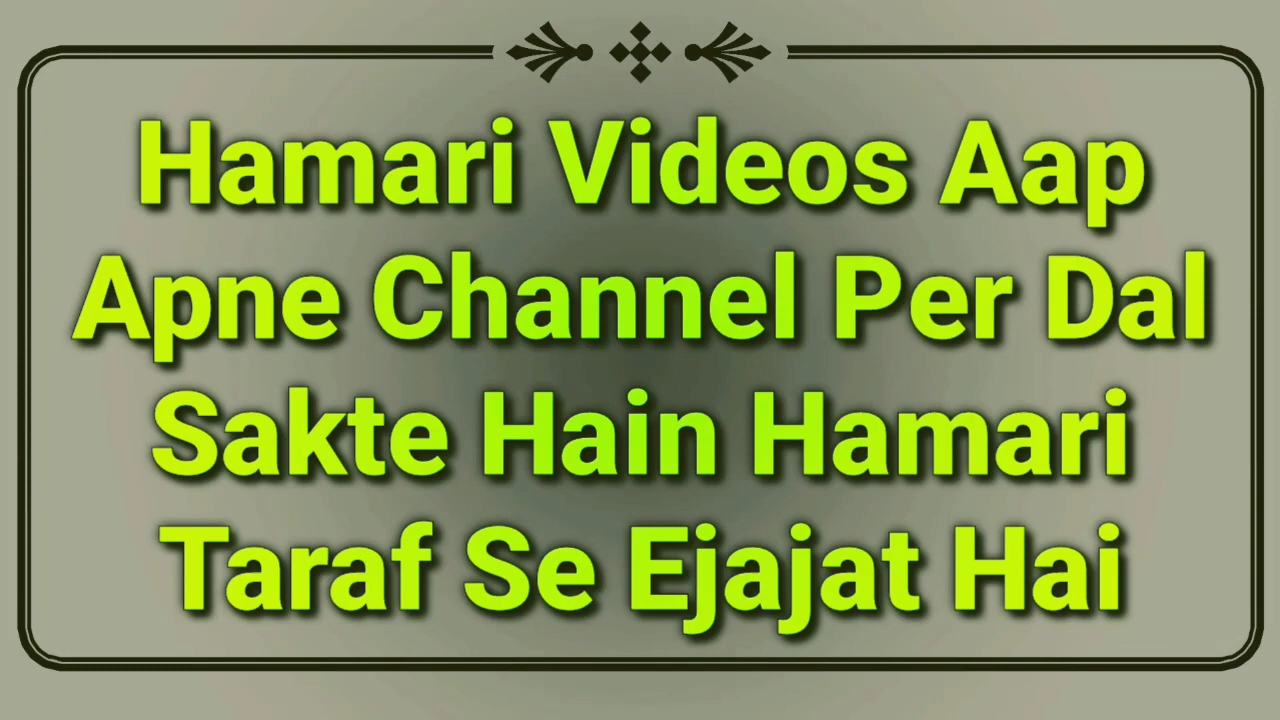 Hamari Videos Aap
Apne Channel Per Dal
Sakte Hain Hamari
Taraf Se Ejajat Hai